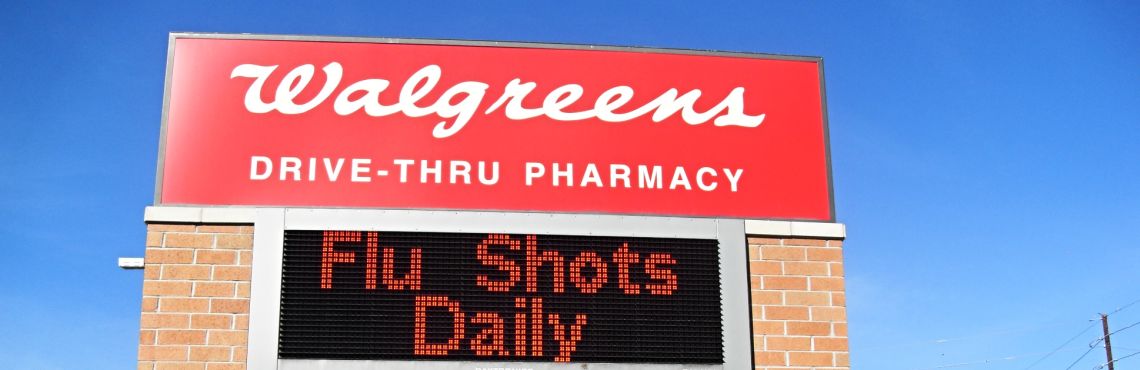 Walgreens
DRIVE-THRU PHARMACY
Flu Shots
Daily